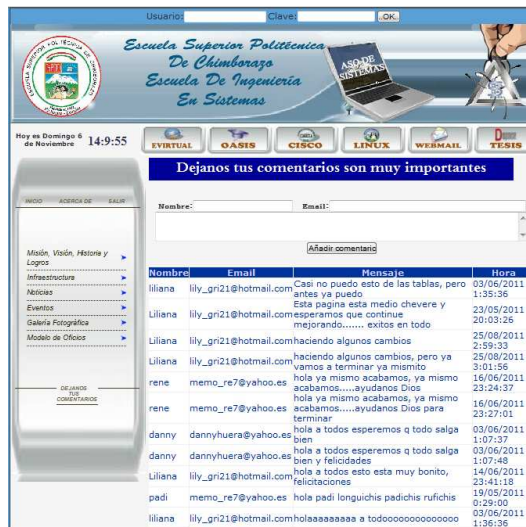 Usuario: Clave: ..OK..
Escuela Superior Politécnica
De Chimborazo
Escuela De Ingeniería
En Sistemas
ASO DE
SISTEMAS
Hoy es Domingo 6
de Noviembre
14:9:55
EVIRTUAL OASIS CISCO LINUX WEBMAIL TESIS
Dejanos tus comentarios son muy importantes
INICIO ACERCA DE SALIR
Nombre: Email:
Añadir comentario
Misión, Visión, Historia y
Logros
Infraestructura
Noticias
Eventos
Galería Fotográfica
Modelo de Oficios
DEJANOS
TUS
COMENTARIOS
Nombre Email Mensaje Hora
liliana lily_gri21@hotmail.com Casi no puedo esto de las tablas, pero
antes ya puedo 03/06/2011
1:35:36
Liliana lily_gri21@hotmail.com Esta pagina esta medio chevere y
esperamos que continue
mejorando....... exitos en todo 23/05/2011
20:03:26
Liliana lily_gri21@hotmail.com haciendo algunos cambios 25/08/2011
2:59:33
Liliana lily_gri21@hotmail.com haciendo algunos cambios, pero ya
vamos a terminar ya mismito 25/08/2011
3:01:56
rene memo_re7@yahoo.es hola ya mismo acabamos, ya mismo
acabamos.....ayudanos Dios 16/06/2011
23:24:37
rene memo_re7@yahoo.es hola ya mismo acabamos, ya mismo
acabamos.....ayudanos Dios para
terminar 16/06/2011
23:27:01
danny dannyhuera@yahoo.es hola a todos esperemos q todo salga
bien 03/06/2011
1:07:37
danny dannyhuera@yahoo.es hola a todos esperemos q todo salga
bien y felicidades 03/06/2011
1:07:48
Liliana lily_gri21@hotmail.com hola a todos esto esta muy bonito,
felicitaciones 14/06/2011
23:41:18
padi memo_re7@yahoo.es hola padi longuichis padichis rufichis 19/05/2011
0:29:00
liliana lily_gri21@hotmail.com holaaaaaaaaa a todooooooooooooooo 03/06/2011
1:36:36